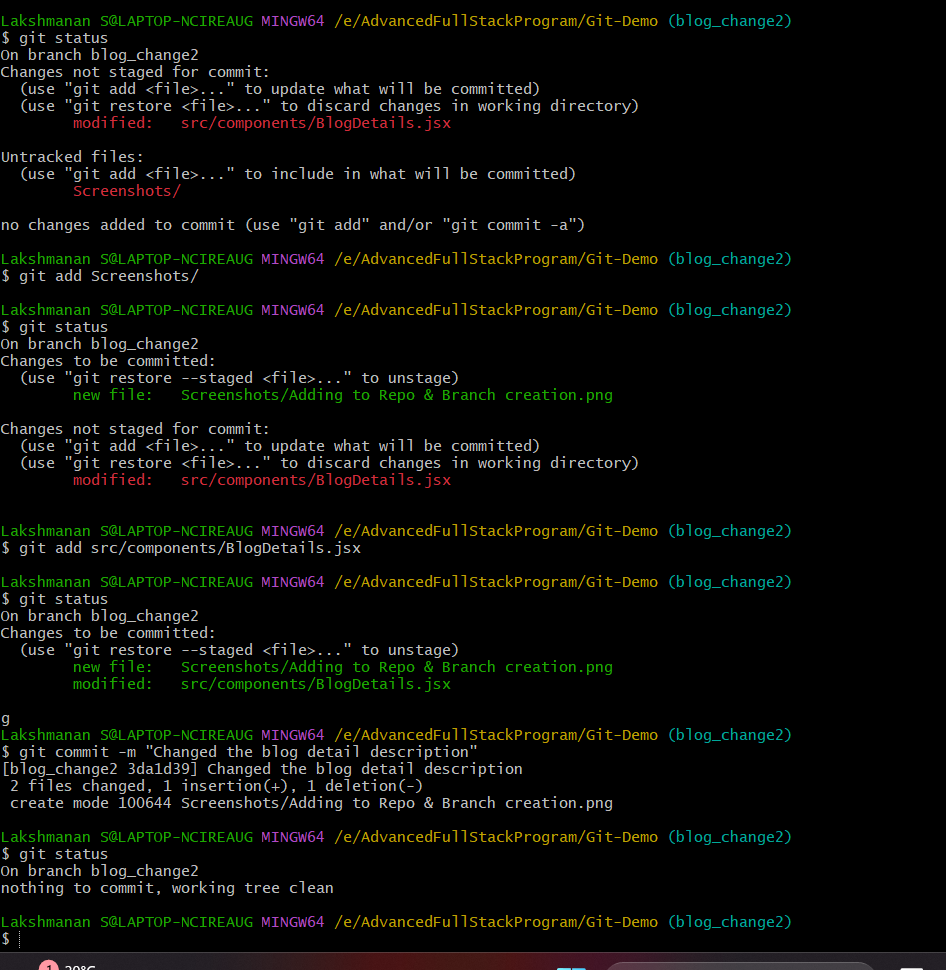 Lakshmanan S@LAPTOP-NCIREAUG MINGW64 /e/AdvancedFullStackProgram/Git-Demo (blog_change2)
$ git status
On branch blog_change2
Changes not staged for commit:
  (use "git add <file>..." to update what will be committed)
  (use "git restore <file>..." to discard changes in working directory)
        modified:   src/components/BlogDetails.jsx

Untracked files:
  (use "git add <file>..." to include in what will be committed)
        Screenshots/

no changes added to commit (use "git add" and/or "git commit -a")

Lakshmanan S@LAPTOP-NCIREAUG MINGW64 /e/AdvancedFullStackProgram/Git-Demo (blog_change2)
$ git add Screenshots/

Lakshmanan S@LAPTOP-NCIREAUG MINGW64 /e/AdvancedFullStackProgram/Git-Demo (blog_change2)
$ git status
On branch blog_change2
Changes to be committed:
  (use "git restore --staged <file>..." to unstage)
        new file:   Screenshots/Adding to Repo & Branch creation.png

Changes not staged for commit:
  (use "git add <file>..." to update what will be committed)
  (use "git restore <file>..." to discard changes in working directory)
        modified:   src/components/BlogDetails.jsx

Lakshmanan S@LAPTOP-NCIREAUG MINGW64 /e/AdvancedFullStackProgram/Git-Demo (blog_change2)
$ git add src/components/BlogDetails.jsx

Lakshmanan S@LAPTOP-NCIREAUG MINGW64 /e/AdvancedFullStackProgram/Git-Demo (blog_change2)
$ git status
On branch blog_change2
Changes to be committed:
  (use "git restore --staged <file>..." to unstage)
        new file:   Screenshots/Adding to Repo & Branch creation.png
        modified:   src/components/BlogDetails.jsx

g
Lakshmanan S@LAPTOP-NCIREAUG MINGW64 /e/AdvancedFullStackProgram/Git-Demo (blog_change2)
$ git commit -m "Changed the blog detail description"
[blog_change2 3da1d39] Changed the blog detail description
 2 files changed, 1 insertion(+), 1 deletion(-)
 create mode 100644 Screenshots/Adding to Repo & Branch creation.png

Lakshmanan S@LAPTOP-NCIREAUG MINGW64 /e/AdvancedFullStackProgram/Git-Demo (blog_change2)
$ git status
On branch blog_change2
nothing to commit, working tree clean

Lakshmanan S@LAPTOP-NCIREAUG MINGW64 /e/AdvancedFullStackProgram/Git-Demo (blog_change2)
$